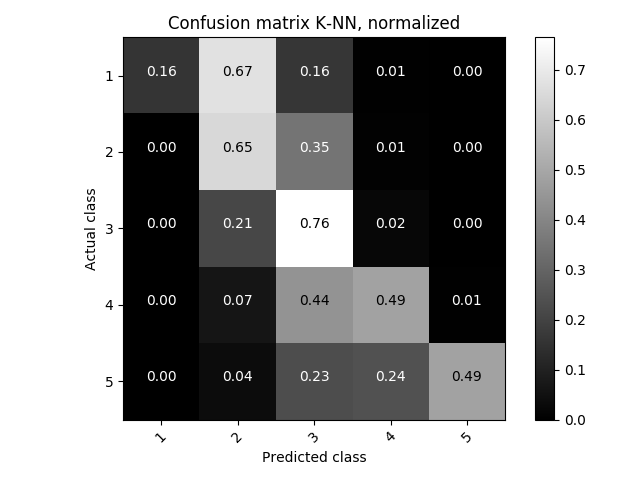 Confusion matrix K-NN, normalized
1 0.16 0.67 0.16 0.01 0.00
2 0.00 0.65 0.35 0.01 0.00
3 0.00 0.21 0.76 0.02 0.00
4 0.00 0.07 0.44 0.49 0.01
5 0.00 0.04 0.23 0.24 0.49
1 2 3 4 5
Predicted class
Actual class
0.7
0.6
0.5
0.4
0.3
0.2
0.1
0.0